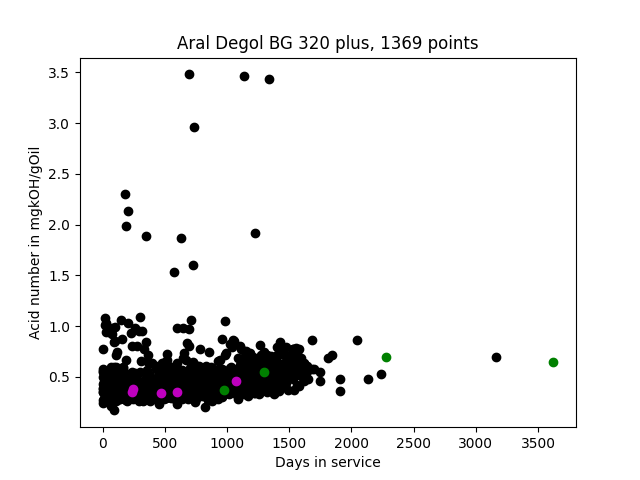 Aral Degol BG 320 plus, 1369 points
Acid number in mgkOH/gOil
3.5
3.0
2.5
2.0
1.5
1.0
0.5
0 500 1000 1500 2000 2500 3000 3500
Days in service